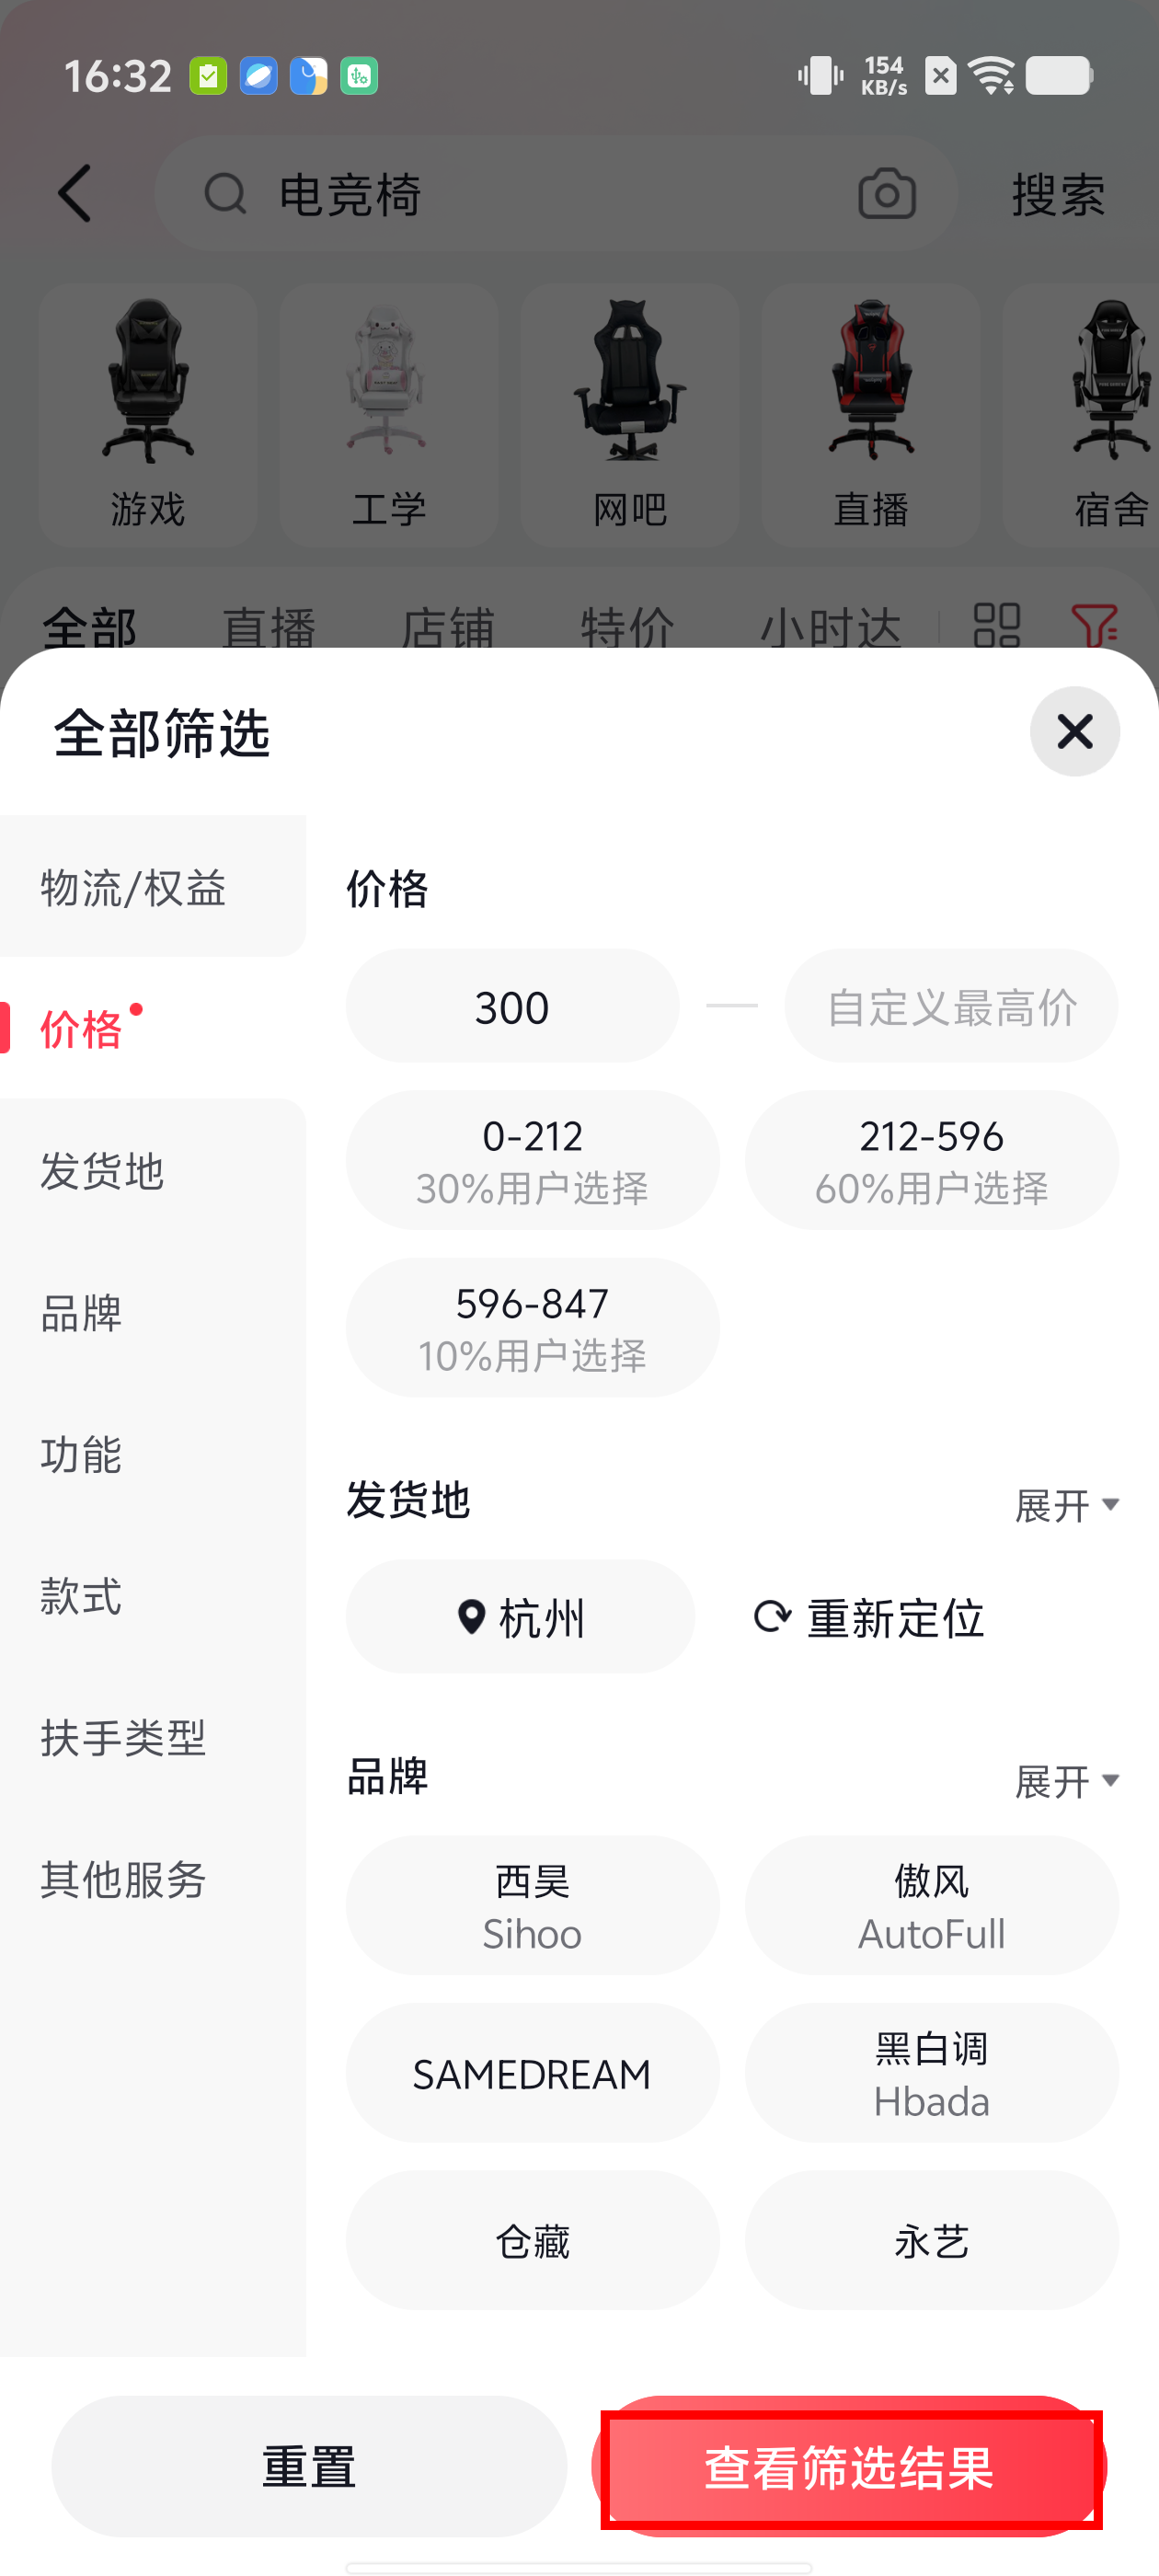 16:32
154
KB/s
电竞椅
搜索
游戏
工学
网吧
直播
宿舍
全部
直播
店铺
特价
小时达
全部筛选
物流/权益
价格
发货地
品牌
功能
款式
扶手类型
其他服务
价格
300
自定义最高价
0-212
30%用户选择
212-596
60%用户选择
596-847
10%用户选择
发货地
展开
杭州
重新定位
品牌
展开
西昊
Sihoo
傲风
AutoFull
SAMEDREAM
黑白调
Hbada
仓藏
永艺
重置
查看筛选结果